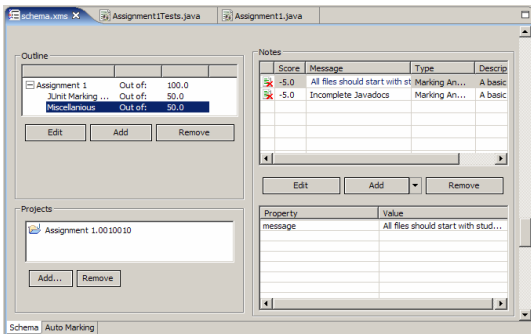 schema.xms Assignment1Tests.java Assignment1.java
Outline
Assignment 1 Out of: 100.0
JUnit Marking ... Out of: 50.0
Miscellanious Out of: 50.0
Edit Add Remove
Projects
Assignment 1.0010010
Add... Remove
Notes
Score Message Type Descrip
-5.0 All files should start with st Marking An... A basic
-5.0 Incomplete Javadocs Marking An... A basic
Edit Add Remove
Property Value
message All files should start with stud...
Schema Auto Marking